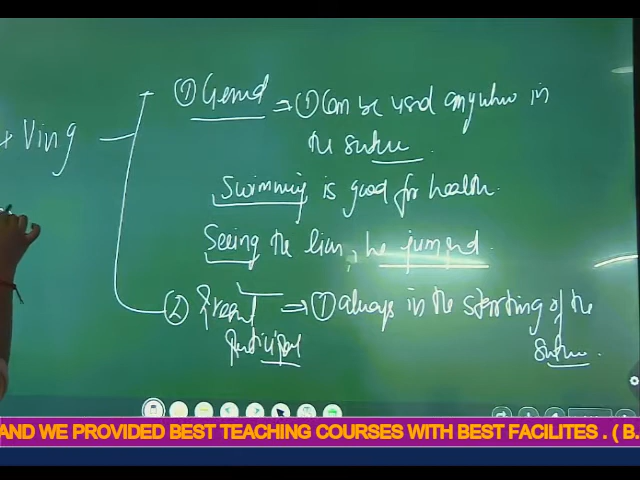 ① Gerund ⇒ ① Can be used anywhere in
the sentence.
+ Ving
Swimming is good for health.
Seeing the lion, he jumped.
② Present ⇒ ① always in the starting of the
participal sentence.
AND WE PROVIDED BEST TEACHING COURSES WITH BEST FACILITES . ( B.